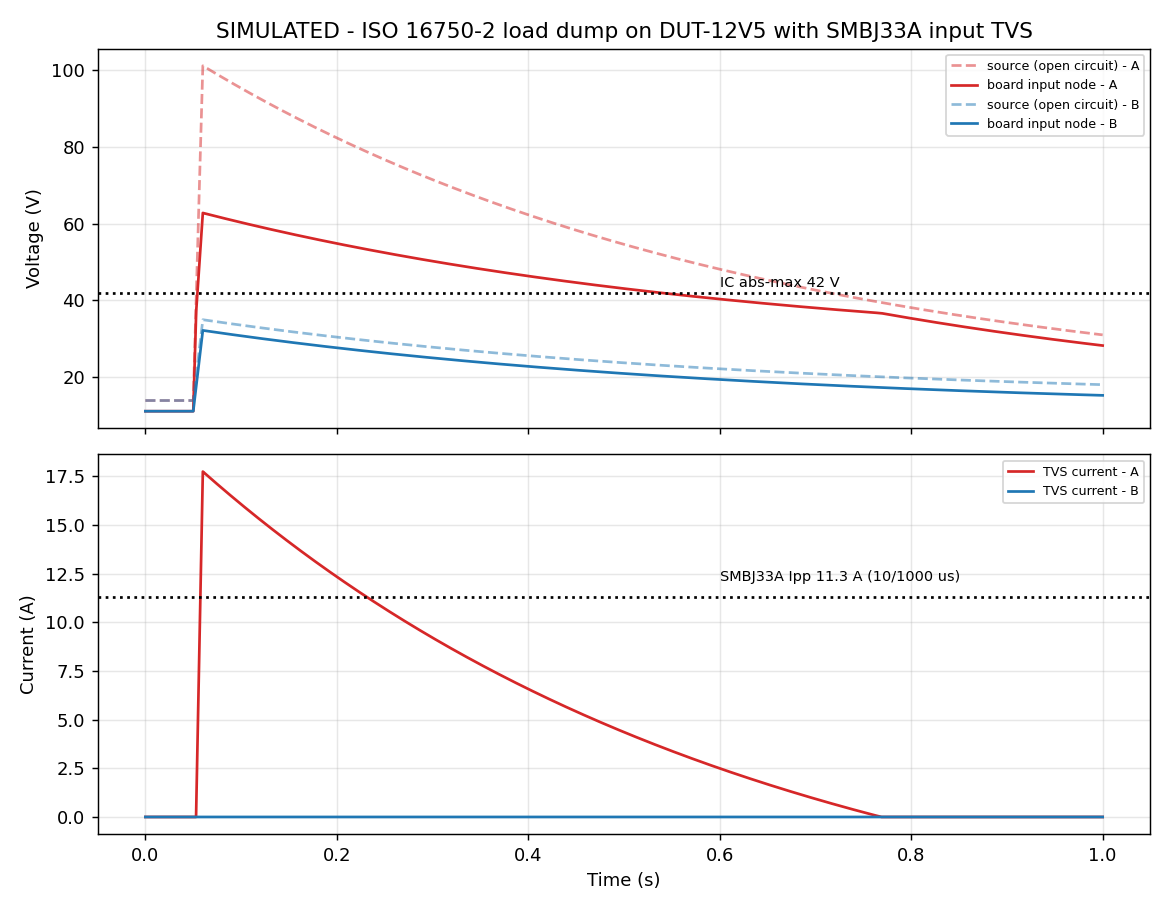 SIMULATED - ISO 16750-2 load dump on DUT-12V5 with SMBJ33A input TVS
Voltage (V)
100
80
60
40
20
source (open circuit) - A
board input node - A
source (open circuit) - B
board input node - B
IC abs-max 42 V
Current (A)
17.5
15.0
12.5
10.0
7.5
5.0
2.5
0.0
TVS current - A
TVS current - B
SMBJ33A Ipp 11.3 A (10/1000 us)
0.0
0.2
0.4
0.6
0.8
1.0
Time (s)